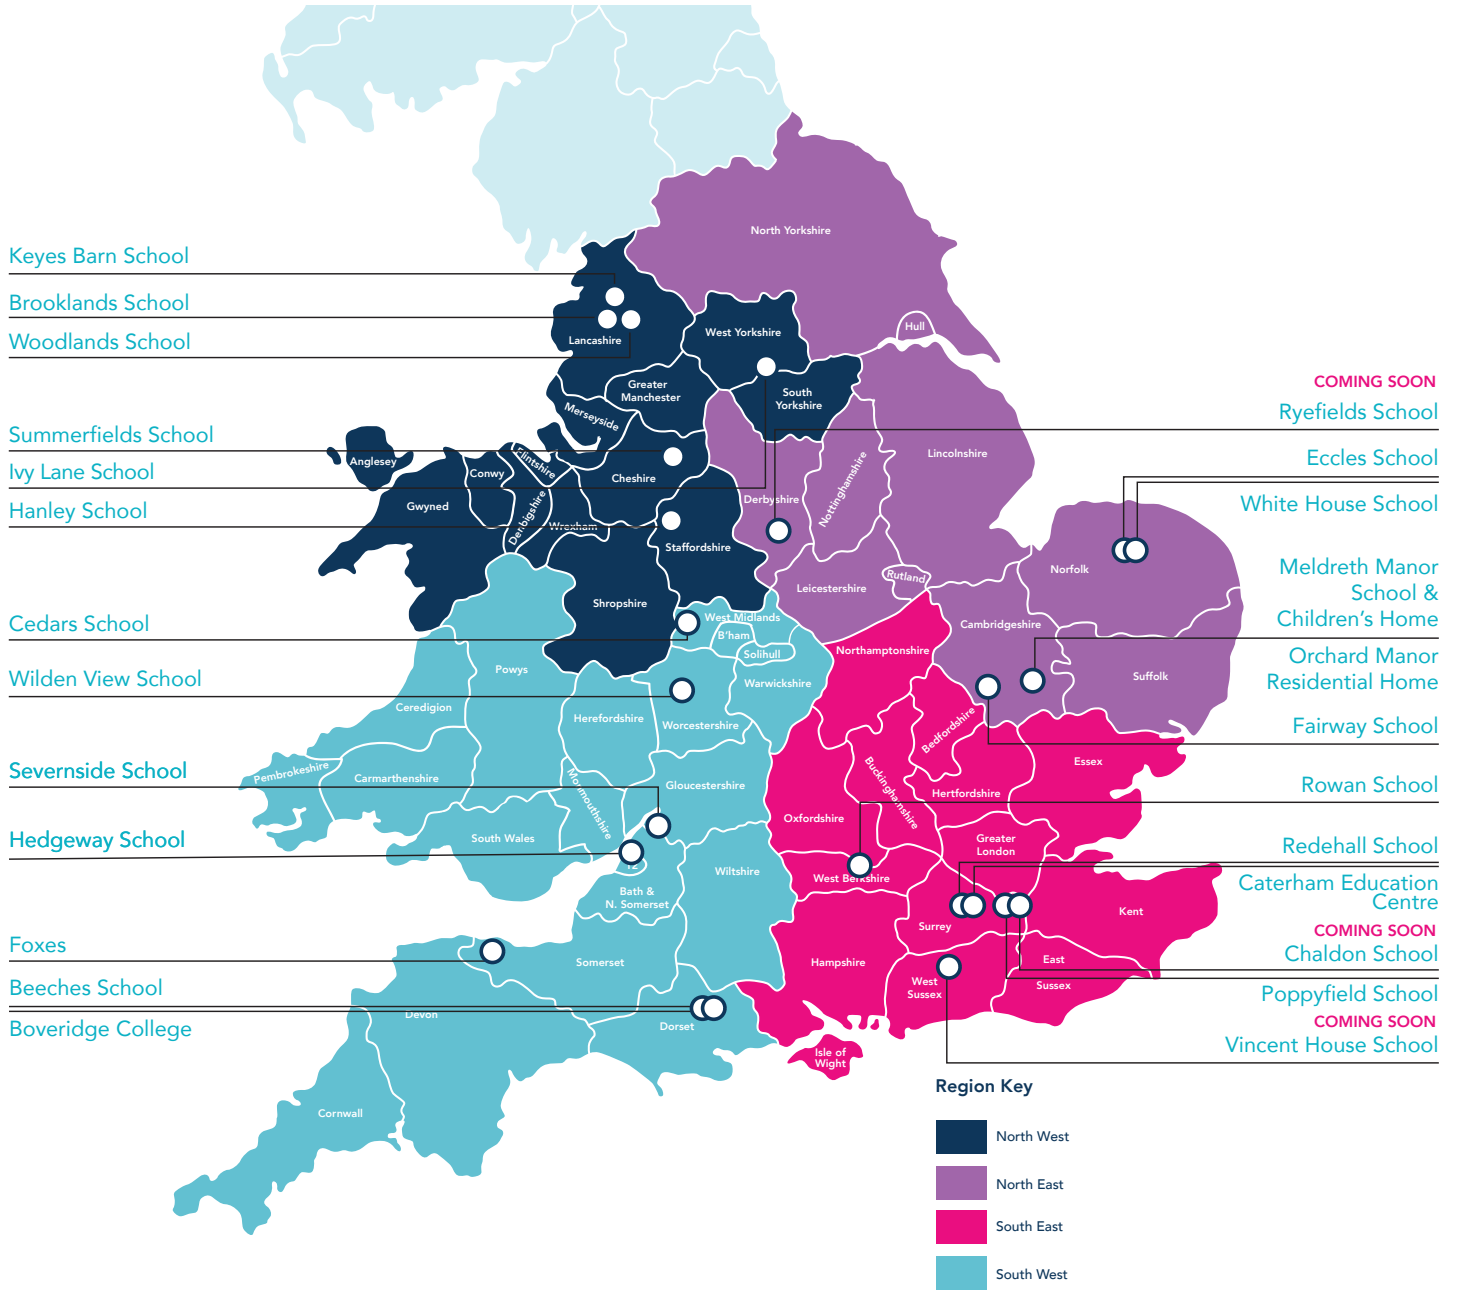 Keyes Barn School
Brooklands School
Woodlands School
Summerfields School
Ivy Lane School
Hanley School
Cedars School
Wilden View School
Severnside School
Hedgeway School
Foxes
Beeches School
Boveridge College
North Yorkshire
Hull
West Yorkshire
Lancashire
Greater
Manchester
South
Yorkshire
Merseyside
Anglesey
Conwy
Flintshire
Cheshire
Lincolnshire
Gwyned
Denbigshire
Wrexham
Derbyshire
Nottinghamshire
Staffordshire
Leicestershire
Rutland
Norfolk
Shropshire
West Midlands
B'ham
Solihull
Cambridgeshire
Northamptonshire
Powys
Warwickshire
Suffolk
Ceredigion
Herefordshire
Worcestershire
Bedfordshire
Pembrokeshire
Carmarthenshire
Monmouthshire
Gloucestershire
Buckinghamshire
Hertfordshire
Essex
South Wales
Oxfordshire
Greater
London
12
Wiltshire
West Berkshire
Bath &
N. Somerset
Surrey
Kent
Somerset
Hampshire
West
Sussex
East
Sussex
Devon
Dorset
Isle of
Wight
Cornwall
COMING SOON
Ryefields School
Eccles School
White House School
Meldreth Manor
School &
Children’s Home
Orchard Manor
Residential Home
Fairway School
Rowan School
Redehall School
Caterham Education
Centre
COMING SOON
Chaldon School
Poppyfield School
COMING SOON
Vincent House School
Region Key
North West
North East
South East
South West